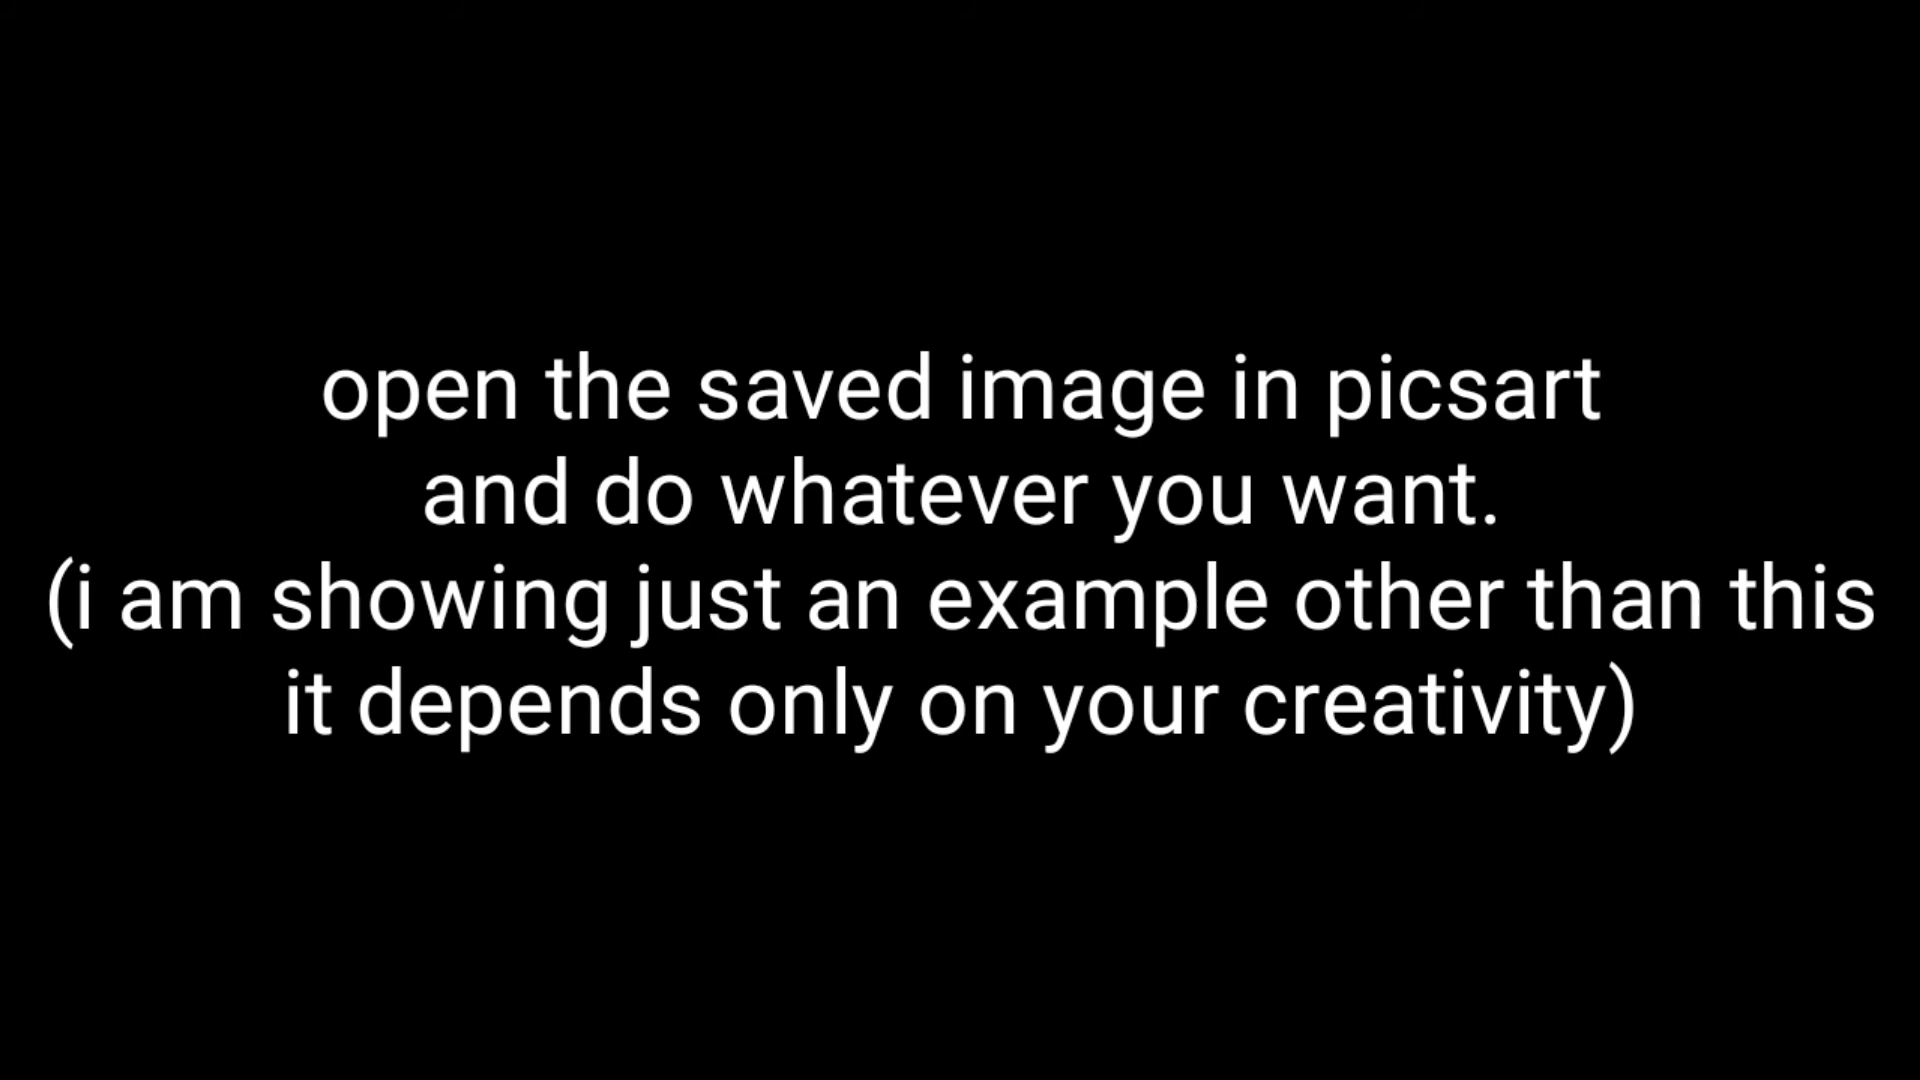 open the saved image in picsart
and do whatever you want.
(i am showing just an example other than this
it depends only on your creativity)